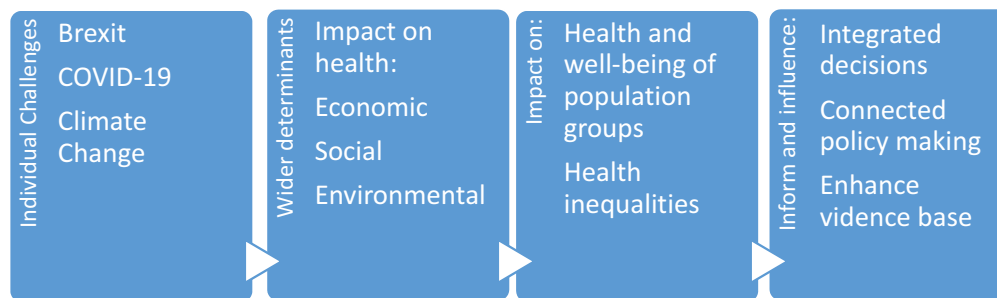 Individual Challenges
Brexit
COVID-19
Climate
Change
Wider determinants
Impact on
health:
Economic
Social
Environmental
Impact on:
Health and
well-being of
population
groups
Health
inequalities
Inform and influence:
Integrated
decisions
Connected
policy making
Enhance
vidence base